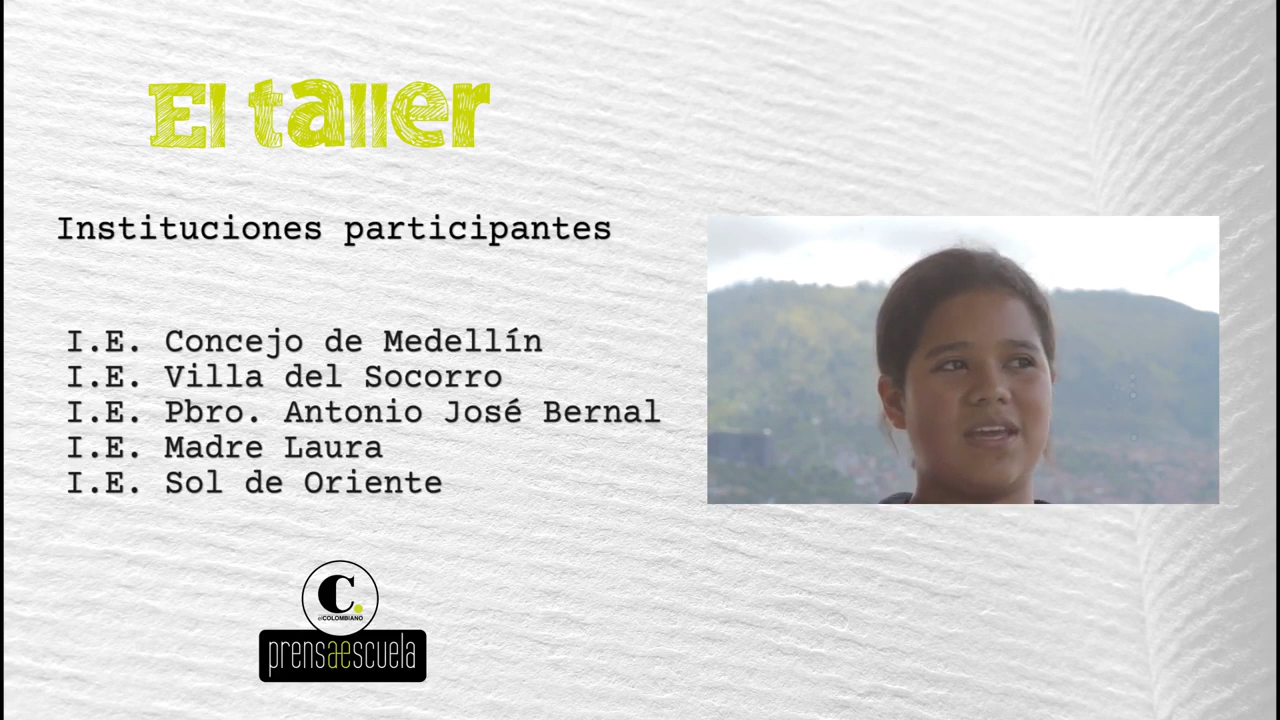 El taller
Instituciones participantes
I.E. Concejo de Medellín
I.E. Villa del Socorro
I.E. Pbro. Antonio José Bernal
I.E. Madre Laura
I.E. Sol de Oriente
C.
elCOLOMBIANO
prensaescuela